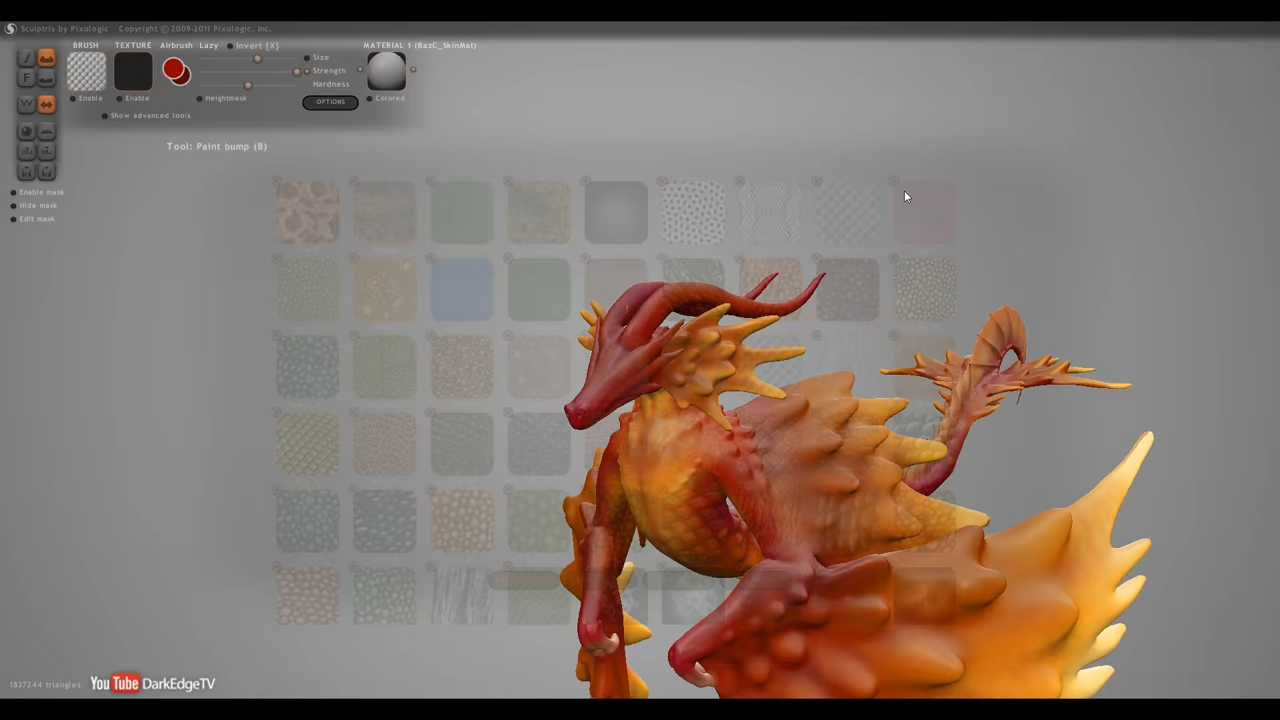 Sculptris by Pixologic Copyright © 2009-2011 Pixologic, Inc.
BRUSH TEXTURE Airbrush Lazy Invert [X] MATERIAL 1 (BazC_SkinMat)
Size
Strength
Hardness
Enable Enable Heightmask OPTIONS Colored
Show advanced tools
Tool: Paint bump (B)
Enable mask
Hide mask
Edit mask
1837244 triangles
YouTube DarkEdgeTV